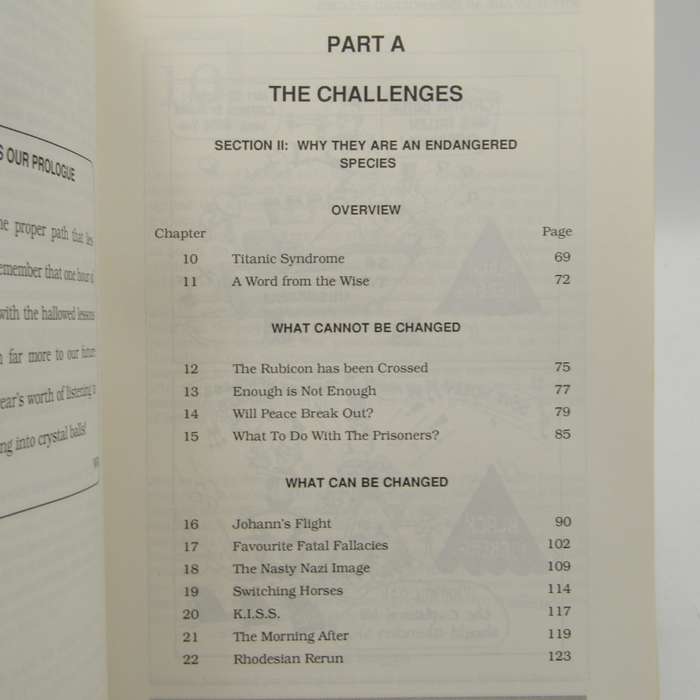 S OUR PROLOGUE
proper path that lies
remember that one hour of
with the hallowed lessons
far more to our future
year's worth of listening
into crystal balls!
PART A
THE CHALLENGES
SECTION II: WHY THEY ARE AN ENDANGERED
SPECIES
OVERVIEW
Chapter Page
10 Titanic Syndrome 69
11 A Word from the Wise 72
WHAT CANNOT BE CHANGED
12 The Rubicon has been Crossed 75
13 Enough is Not Enough 77
14 Will Peace Break Out? 79
15 What To Do With The Prisoners? 85
WHAT CAN BE CHANGED
16 Johann's Flight 90
17 Favourite Fatal Fallacies 102
18 The Nasty Nazi Image 109
19 Switching Horses 114
20 K.I.S.S. 117
21 The Morning After 119
22 Rhodesian Rerun 123